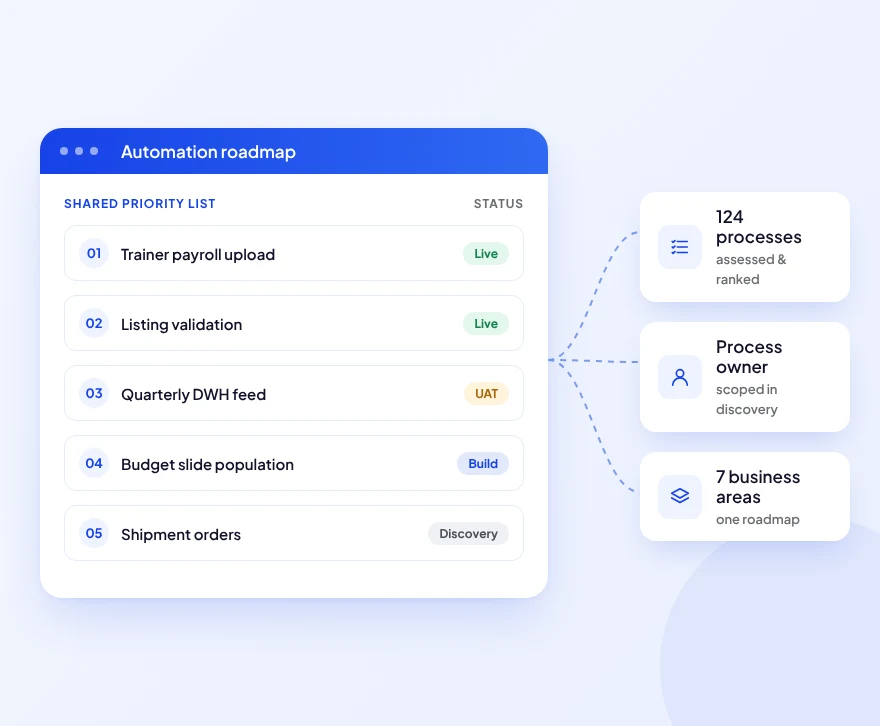 Automation roadmap
SHARED PRIORITY LIST
STATUS
01 Trainer payroll upload Live
02 Listing validation Live
03 Quarterly DWH feed UAT
04 Budget slide population Build
05 Shipment orders Discovery
124
processes
assessed &
ranked
Process
owner
scoped in
discovery
7 business
areas
one roadmap